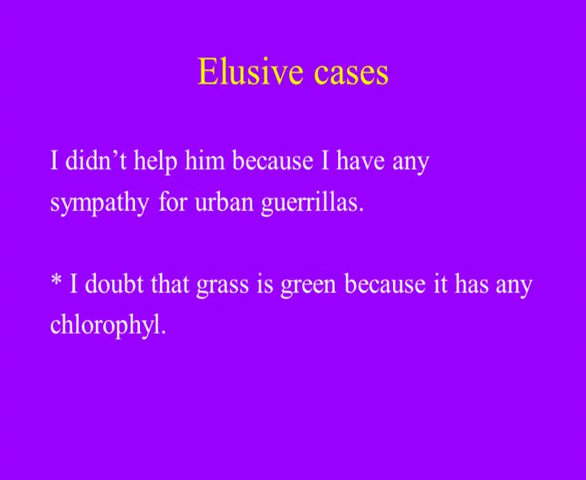 Elusive cases
I didn’t help him because I have any
sympathy for urban guerrillas.
* I doubt that grass is green because it has any
chlorophyl.